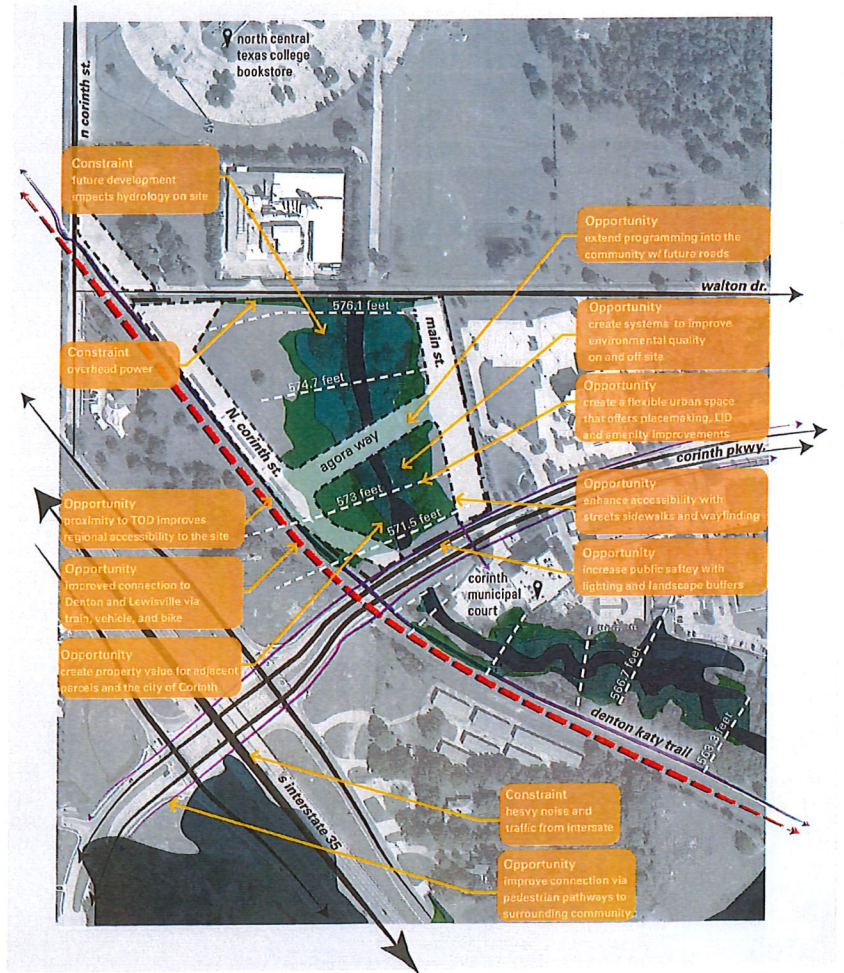 north central
texas college
bookstore
n corinth st.
Constraint
future development
impacts hydrology on site
Opportunity
extend programming into the
community w/ future roads
walton dr.
576.1 feet
main st.
Opportunity
create systems to improve
environmental quality
on and off site
Constraint
overhead power
574.7 feet
Opportunity
create a flexible urban space
that offers placemaking, LID
and amenity improvements
N. corinth st.
agora way
corinth pkwy.
573 feet
Opportunity
enhance accessibility with
streets sidewalks and wayfinding
Opportunity
proximity to TOD improves
regional accessibility to the site
571.5 feet
Opportunity
increase public saftey with
lighting and landscape buffers
Opportunity
improved connection to
Denton and Lewisville via
train, vehicle, and bike
corinth
municipal
court
Opportunity
create property value for adjacent
parcels and the city of Corinth
566.7 feet
563.3 feet
denton katy trail
s interstate 35
Constraint
hesvy noise and
traffic from intersate
Opportunity
improve connection via
pedestrian pathways to
surrounding community